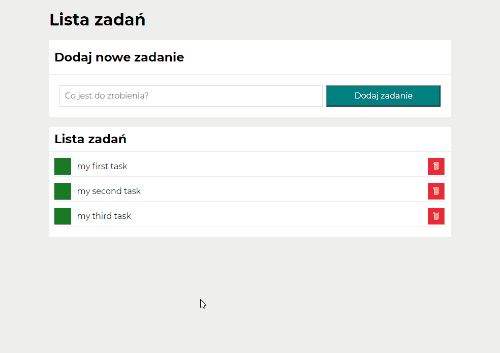 Lista zadań
Dodaj nowe zadanie
Co jest do zrobienia?
Dodaj zadanie
Lista zadań
my first task
my second task
my third task